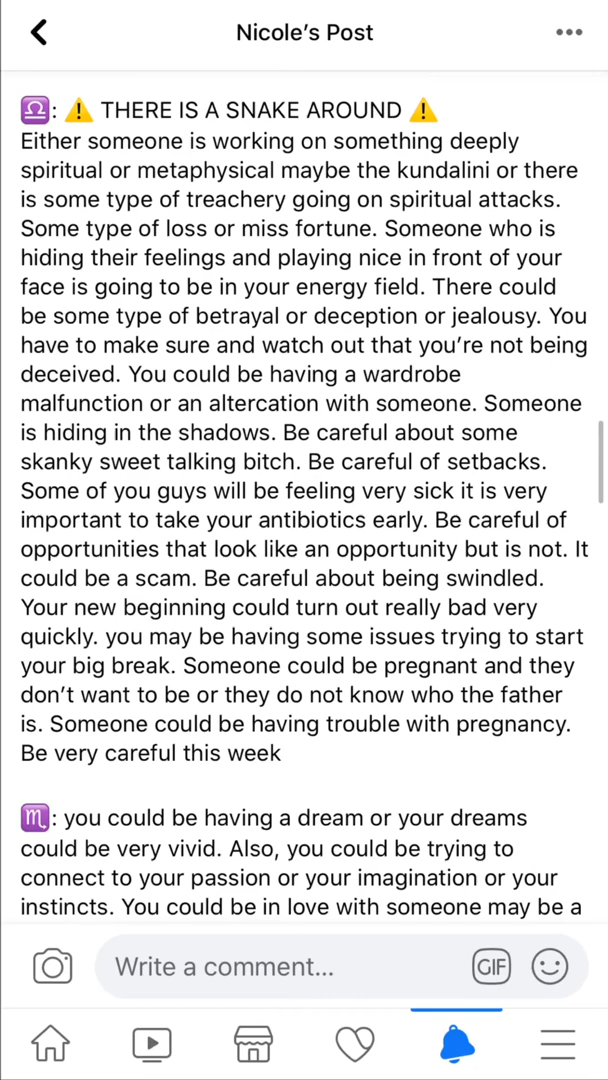 Nicole's Post
♎: ⚠️ THERE IS A SNAKE AROUND ⚠️
Either someone is working on something deeply
spiritual or metaphysical maybe the kundalini or there
is some type of treachery going on spiritual attacks.
Some type of loss or miss fortune. Someone who is
hiding their feelings and playing nice in front of your
face is going to be in your energy field. There could
be some type of betrayal or deception or jealousy. You
have to make sure and watch out that you're not being
deceived. You could be having a wardrobe
malfunction or an altercation with someone. Someone
is hiding in the shadows. Be careful about some
skanky sweet talking bitch. Be careful of setbacks.
Some of you guys will be feeling very sick it is very
important to take your antibiotics early. Be careful of
opportunities that look like an opportunity but is not. It
could be a scam. Be careful about being swindled.
Your new beginning could turn out really bad very
quickly. you may be having some issues trying to start
your big break. Someone could be pregnant and they
don't want to be or they do not know who the father
is. Someone could be having trouble with pregnancy.
Be very careful this week
♏: you could be having a dream or your dreams
could be very vivid. Also, you could be trying to
connect to your passion or your imagination or your
instincts. You could be in love with someone may be a
Write a comment...
GIF